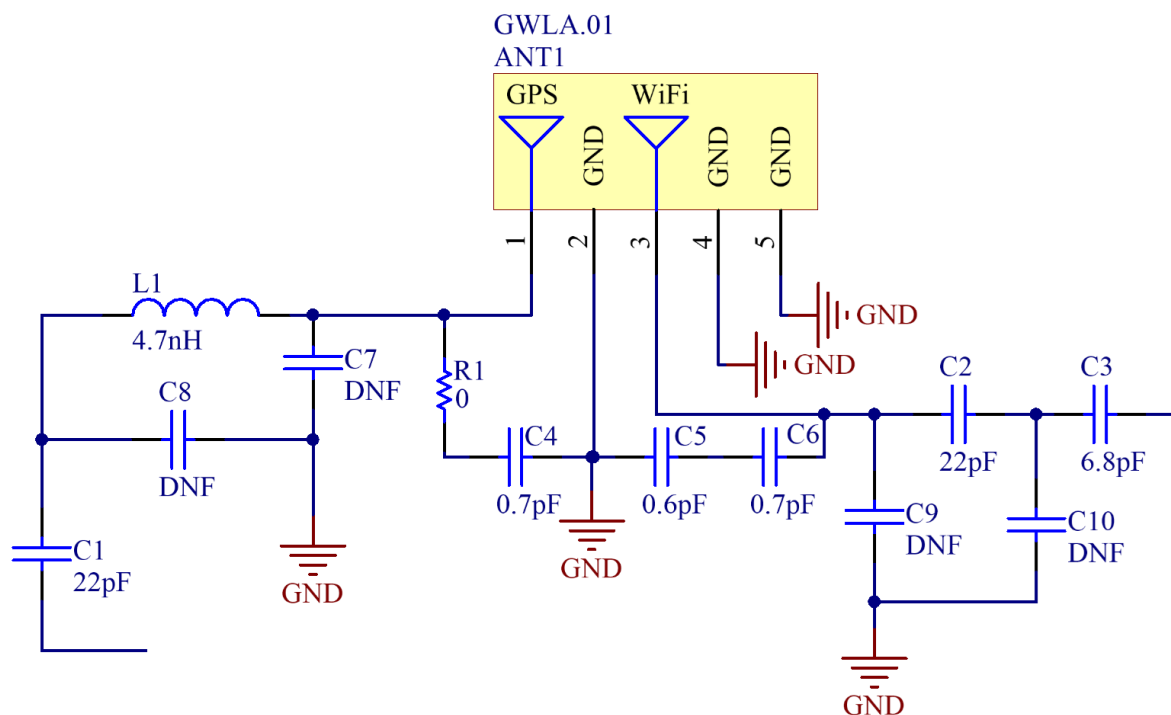 GWLA.01
ANT1
GPS
WiFi
GND
GND
GND
1
2
3
4
5
L1
4.7nH
C7
DNF
R1
0
GND
GND
C8
DNF
C4
0.7pF
C5
0.6pF
C6
0.7pF
C2
22pF
C3
6.8pF
C9
DNF
C10
DNF
C1
22pF
GND
GND
GND